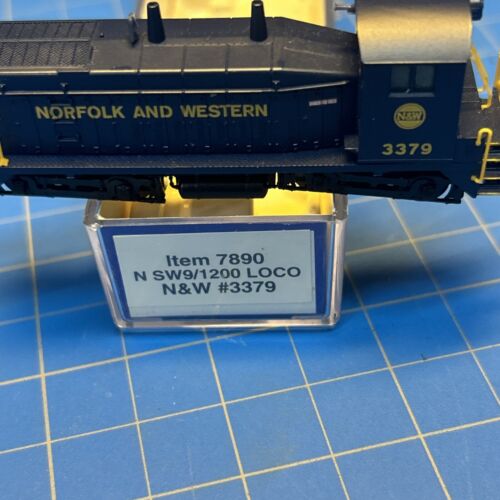 NORFOLK AND WESTERN
N&W
3379
Item 7890
N SW9/1200 LOCO
N&W #3379